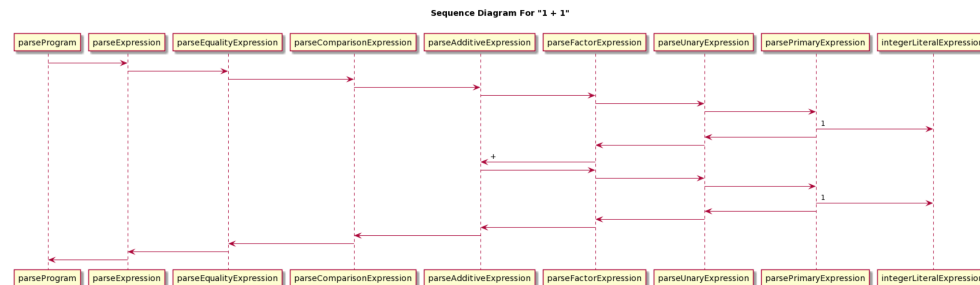 Sequence Diagram For "1 + 1"
parseProgram parseExpression parseEqualityExpression parseComparisonExpression parseAdditiveExpression parseFactorExpression parseUnaryExpression parsePrimaryExpression integerLiteralExpression
1
+
1
parseProgram parseExpression parseEqualityExpression parseComparisonExpression parseAdditiveExpression parseFactorExpression parseUnaryExpression parsePrimaryExpression integerLiteralExpression